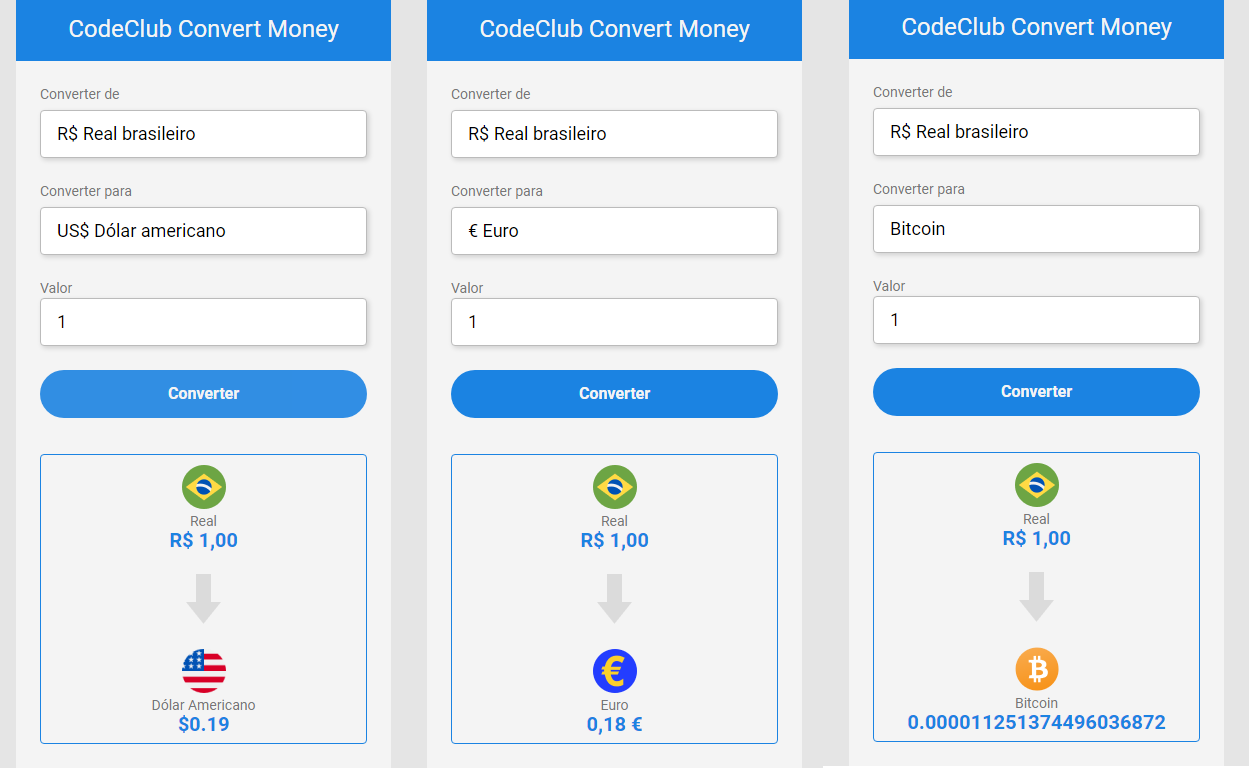 CodeClub Convert Money
Converter de
R$ Real brasileiro
Converter para
US$ Dólar americano
Valor
1
Converter
Real
R$ 1,00
Dólar Americano
$0.19
CodeClub Convert Money
Converter de
R$ Real brasileiro
Converter para
€ Euro
Valor
1
Converter
Real
R$ 1,00
€
Euro
0,18 €
CodeClub Convert Money
Converter de
R$ Real brasileiro
Converter para
Bitcoin
Valor
1
Converter
Real
R$ 1,00
₿
Bitcoin
0.000011251374496036872